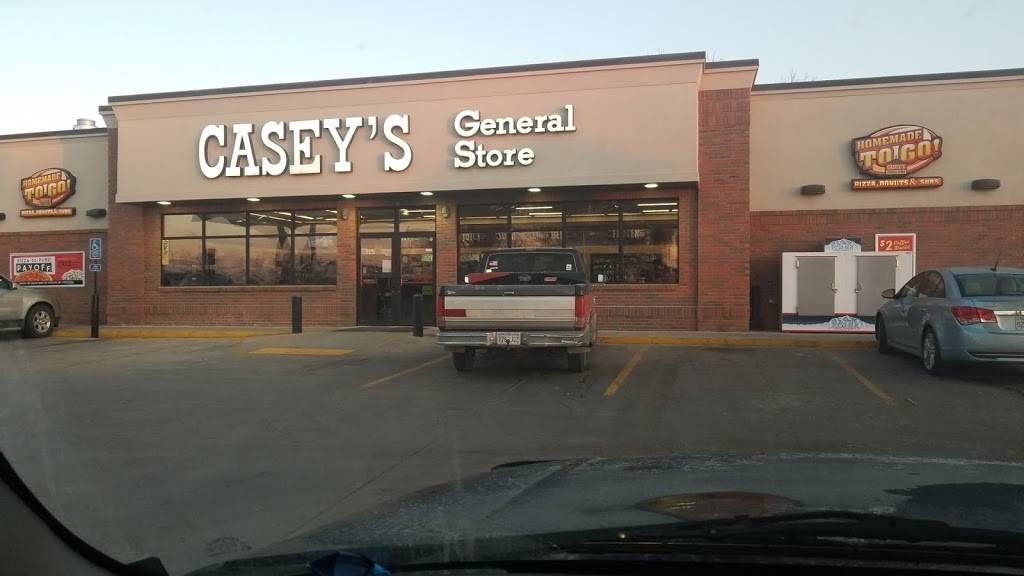 CASEY'S
General
Store
HOMEMADE
TO GO!
PIZZA, DONUTS & SUBS
HOMEMADE
TO GO!
PIZZA, DONUTS & SUBS
PAYOFF
$2